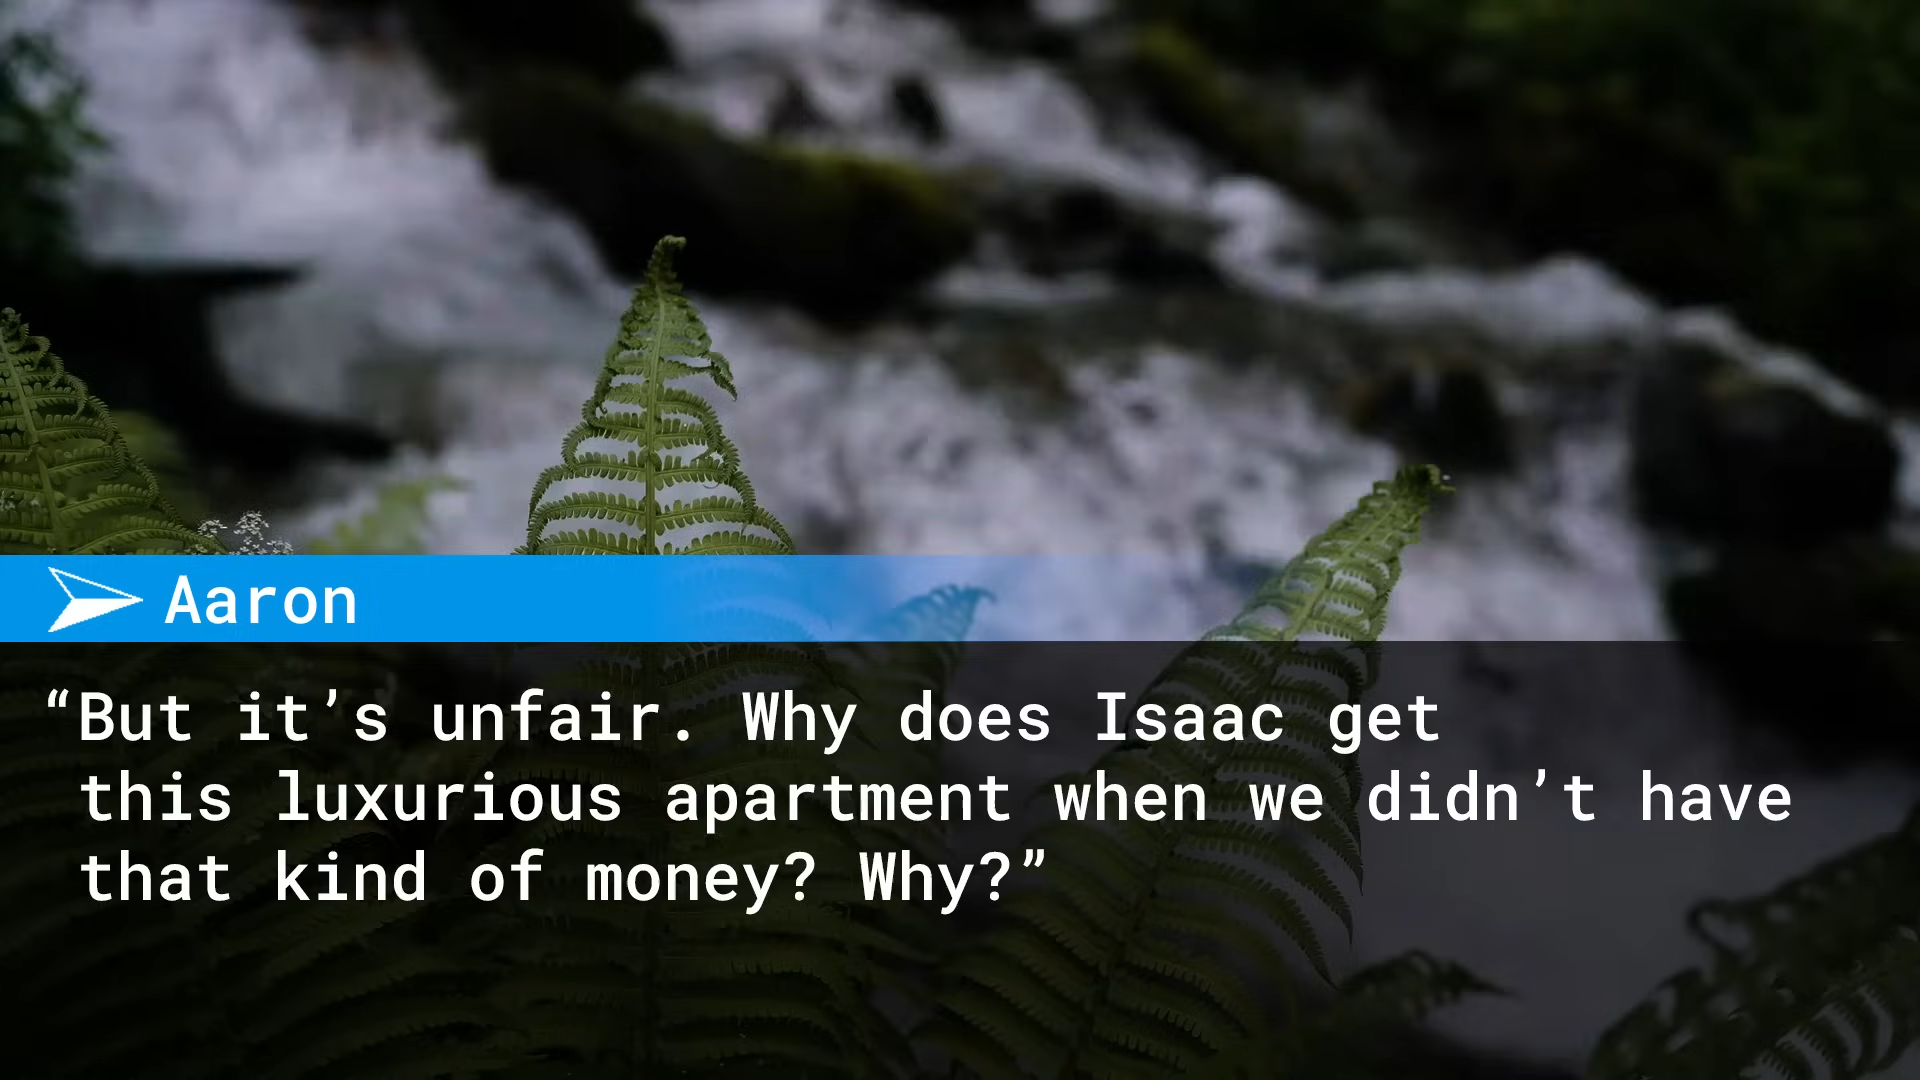 Aaron
“But it’s unfair. Why does Isaac get
this luxurious apartment when we didn’t have
that kind of money? Why?”